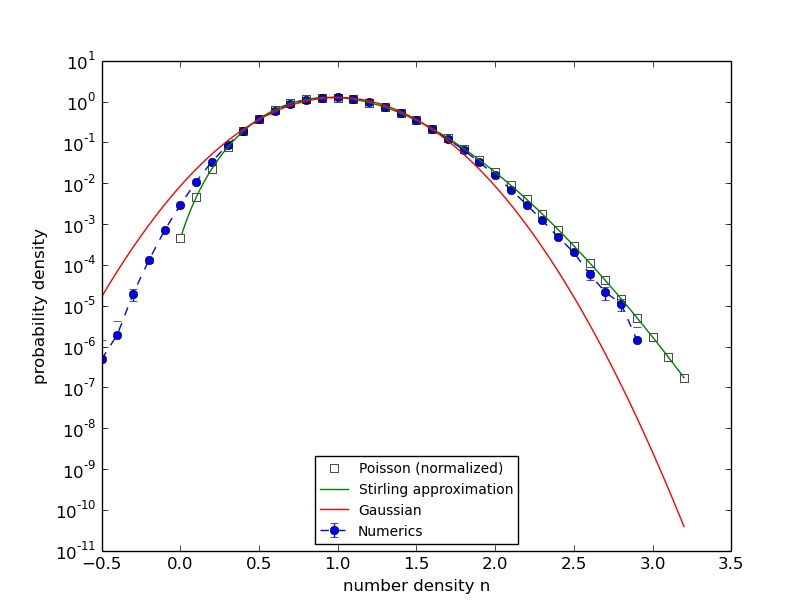 10^1
10^0
10^-1
10^-2
10^-3
10^-4
10^-5
10^-6
10^-7
10^-8
10^-9
10^-10
10^-11
probability density
Poisson (normalized)
Stirling approximation
Gaussian
Numerics
−0.5 0.0 0.5 1.0 1.5 2.0 2.5 3.0 3.5
number density n